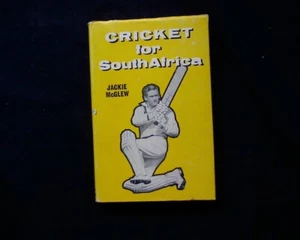 CRICKET
for
South Africa
JACKIE
McGLEW